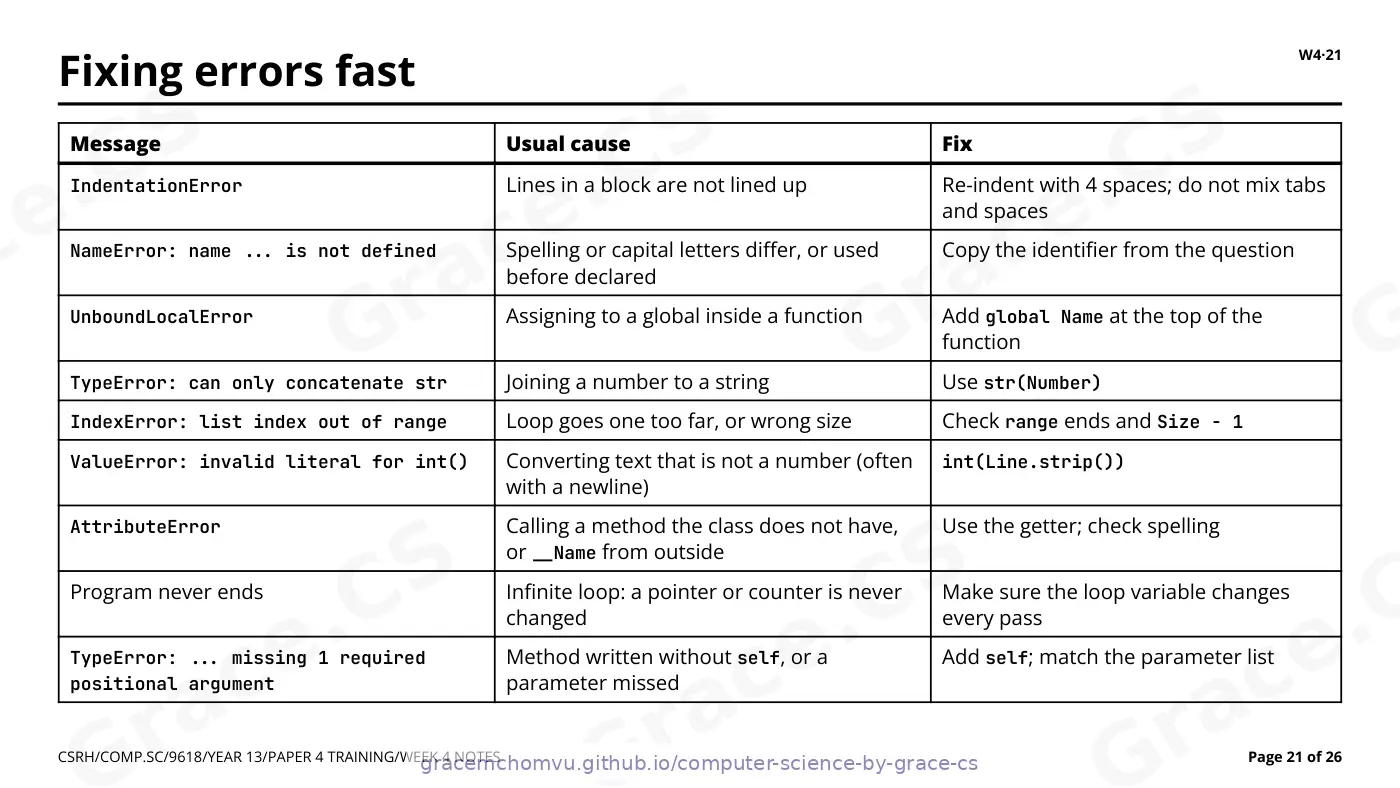 Fixing errors fast
W4·21
Message Usual cause Fix
IndentationError Lines in a block are not lined up Re-indent with 4 spaces; do not mix tabs
and spaces
NameError: name ... is not defined Spelling or capital letters differ, or used Copy the identifier from the question
before declared
UnboundLocalError Assigning to a global inside a function Add global Name at the top of the
function
TypeError: can only concatenate str Joining a number to a string Use str(Number)
IndexError: list index out of range Loop goes one too far, or wrong size Check range ends and Size - 1
ValueError: invalid literal for int() Converting text that is not a number (often int(Line.strip())
with a newline)
AttributeError Calling a method the class does not have, Use the getter; check spelling
or __Name from outside
Program never ends Infinite loop: a pointer or counter is never Make sure the loop variable changes
changed every pass
TypeError: ... missing 1 required Method written without self, or a Add self; match the parameter list
positional argument parameter missed
CSRH/COMP.SC/9618/YEAR 13/PAPER 4 TRAINING/WEEK 4 NOTES
gracemchomvu.github.io/computer-science-by-grace-cs
Page 21 of 26
Grace.CS